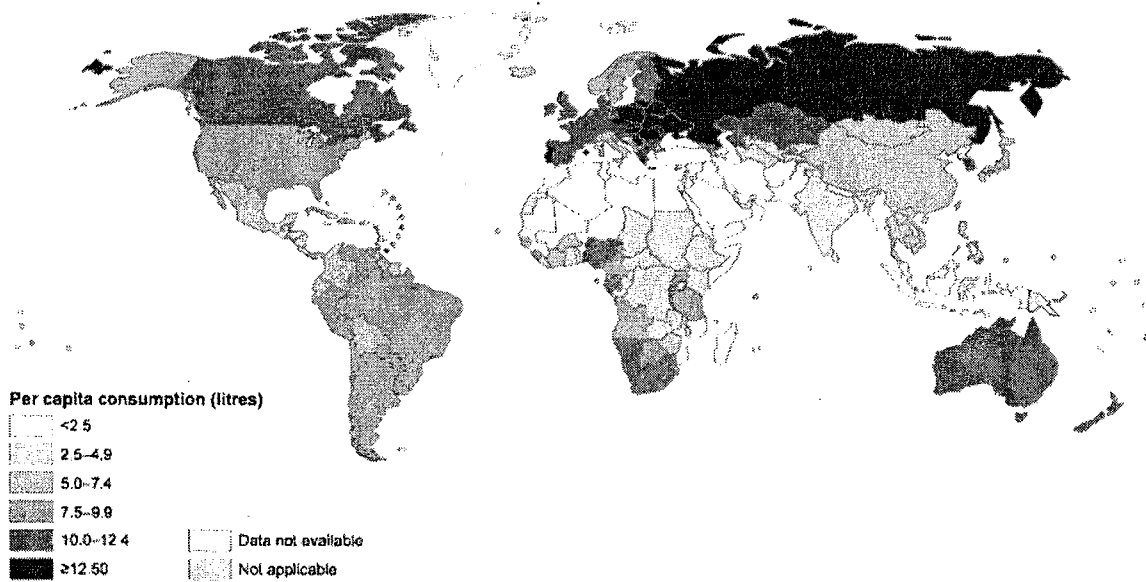 Per capita consumption (litres)
<2.5
2.5–4.9
5.0–7.4
7.5–9.9
10.0–12 4
≥12.50
Data not available
Not applicable